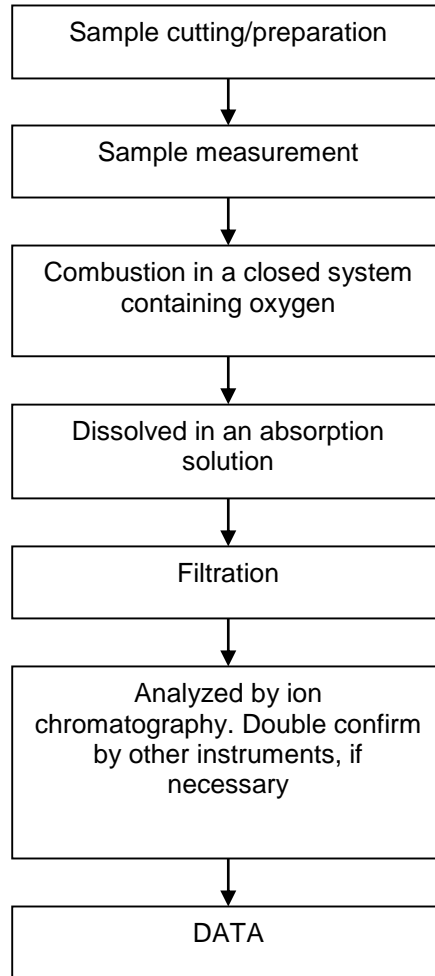 Sample cutting/preparation
Sample measurement
Combustion in a closed system
containing oxygen
Dissolved in an absorption
solution
Filtration
Analyzed by ion
chromatography. Double confirm
by other instruments, if
necessary
DATA